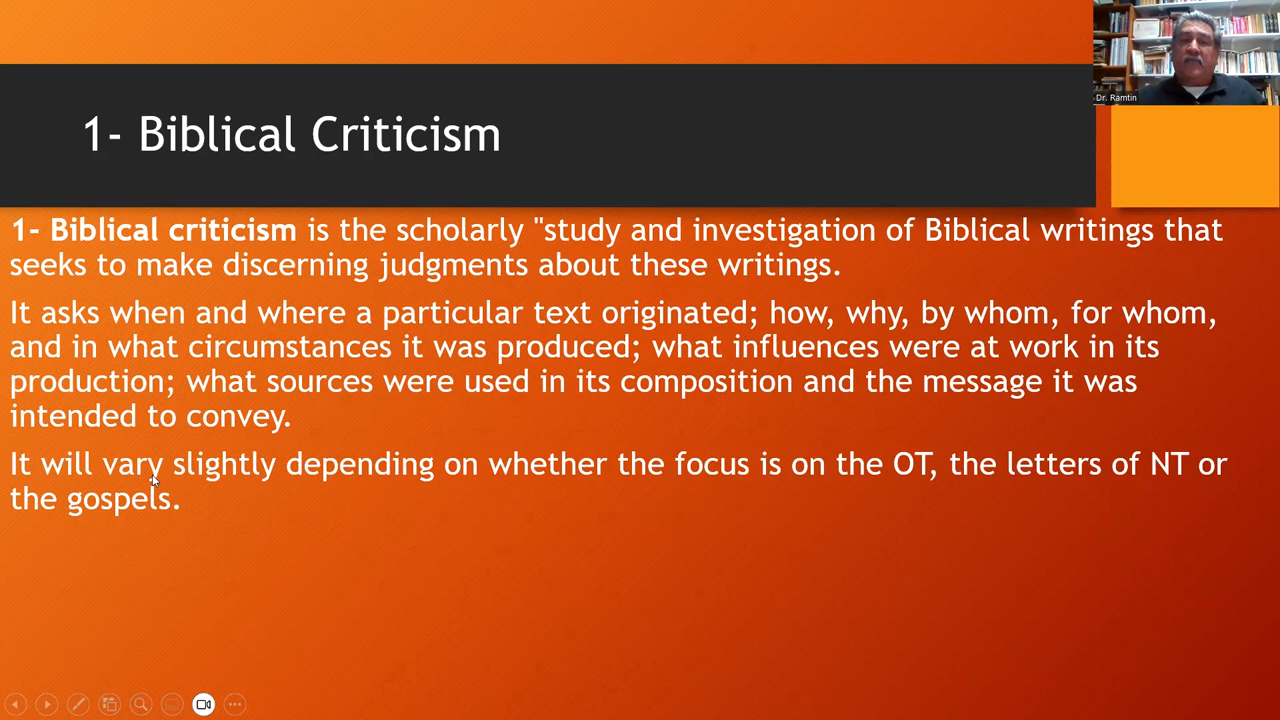 Dr. Ramtin
1- Biblical Criticism
1- Biblical criticism is the scholarly "study and investigation of Biblical writings that
seeks to make discerning judgments about these writings.
It asks when and where a particular text originated; how, why, by whom, for whom,
and in what circumstances it was produced; what influences were at work in its
production; what sources were used in its composition and the message it was
intended to convey.
It will vary slightly depending on whether the focus is on the OT, the letters of NT or
the gospels.